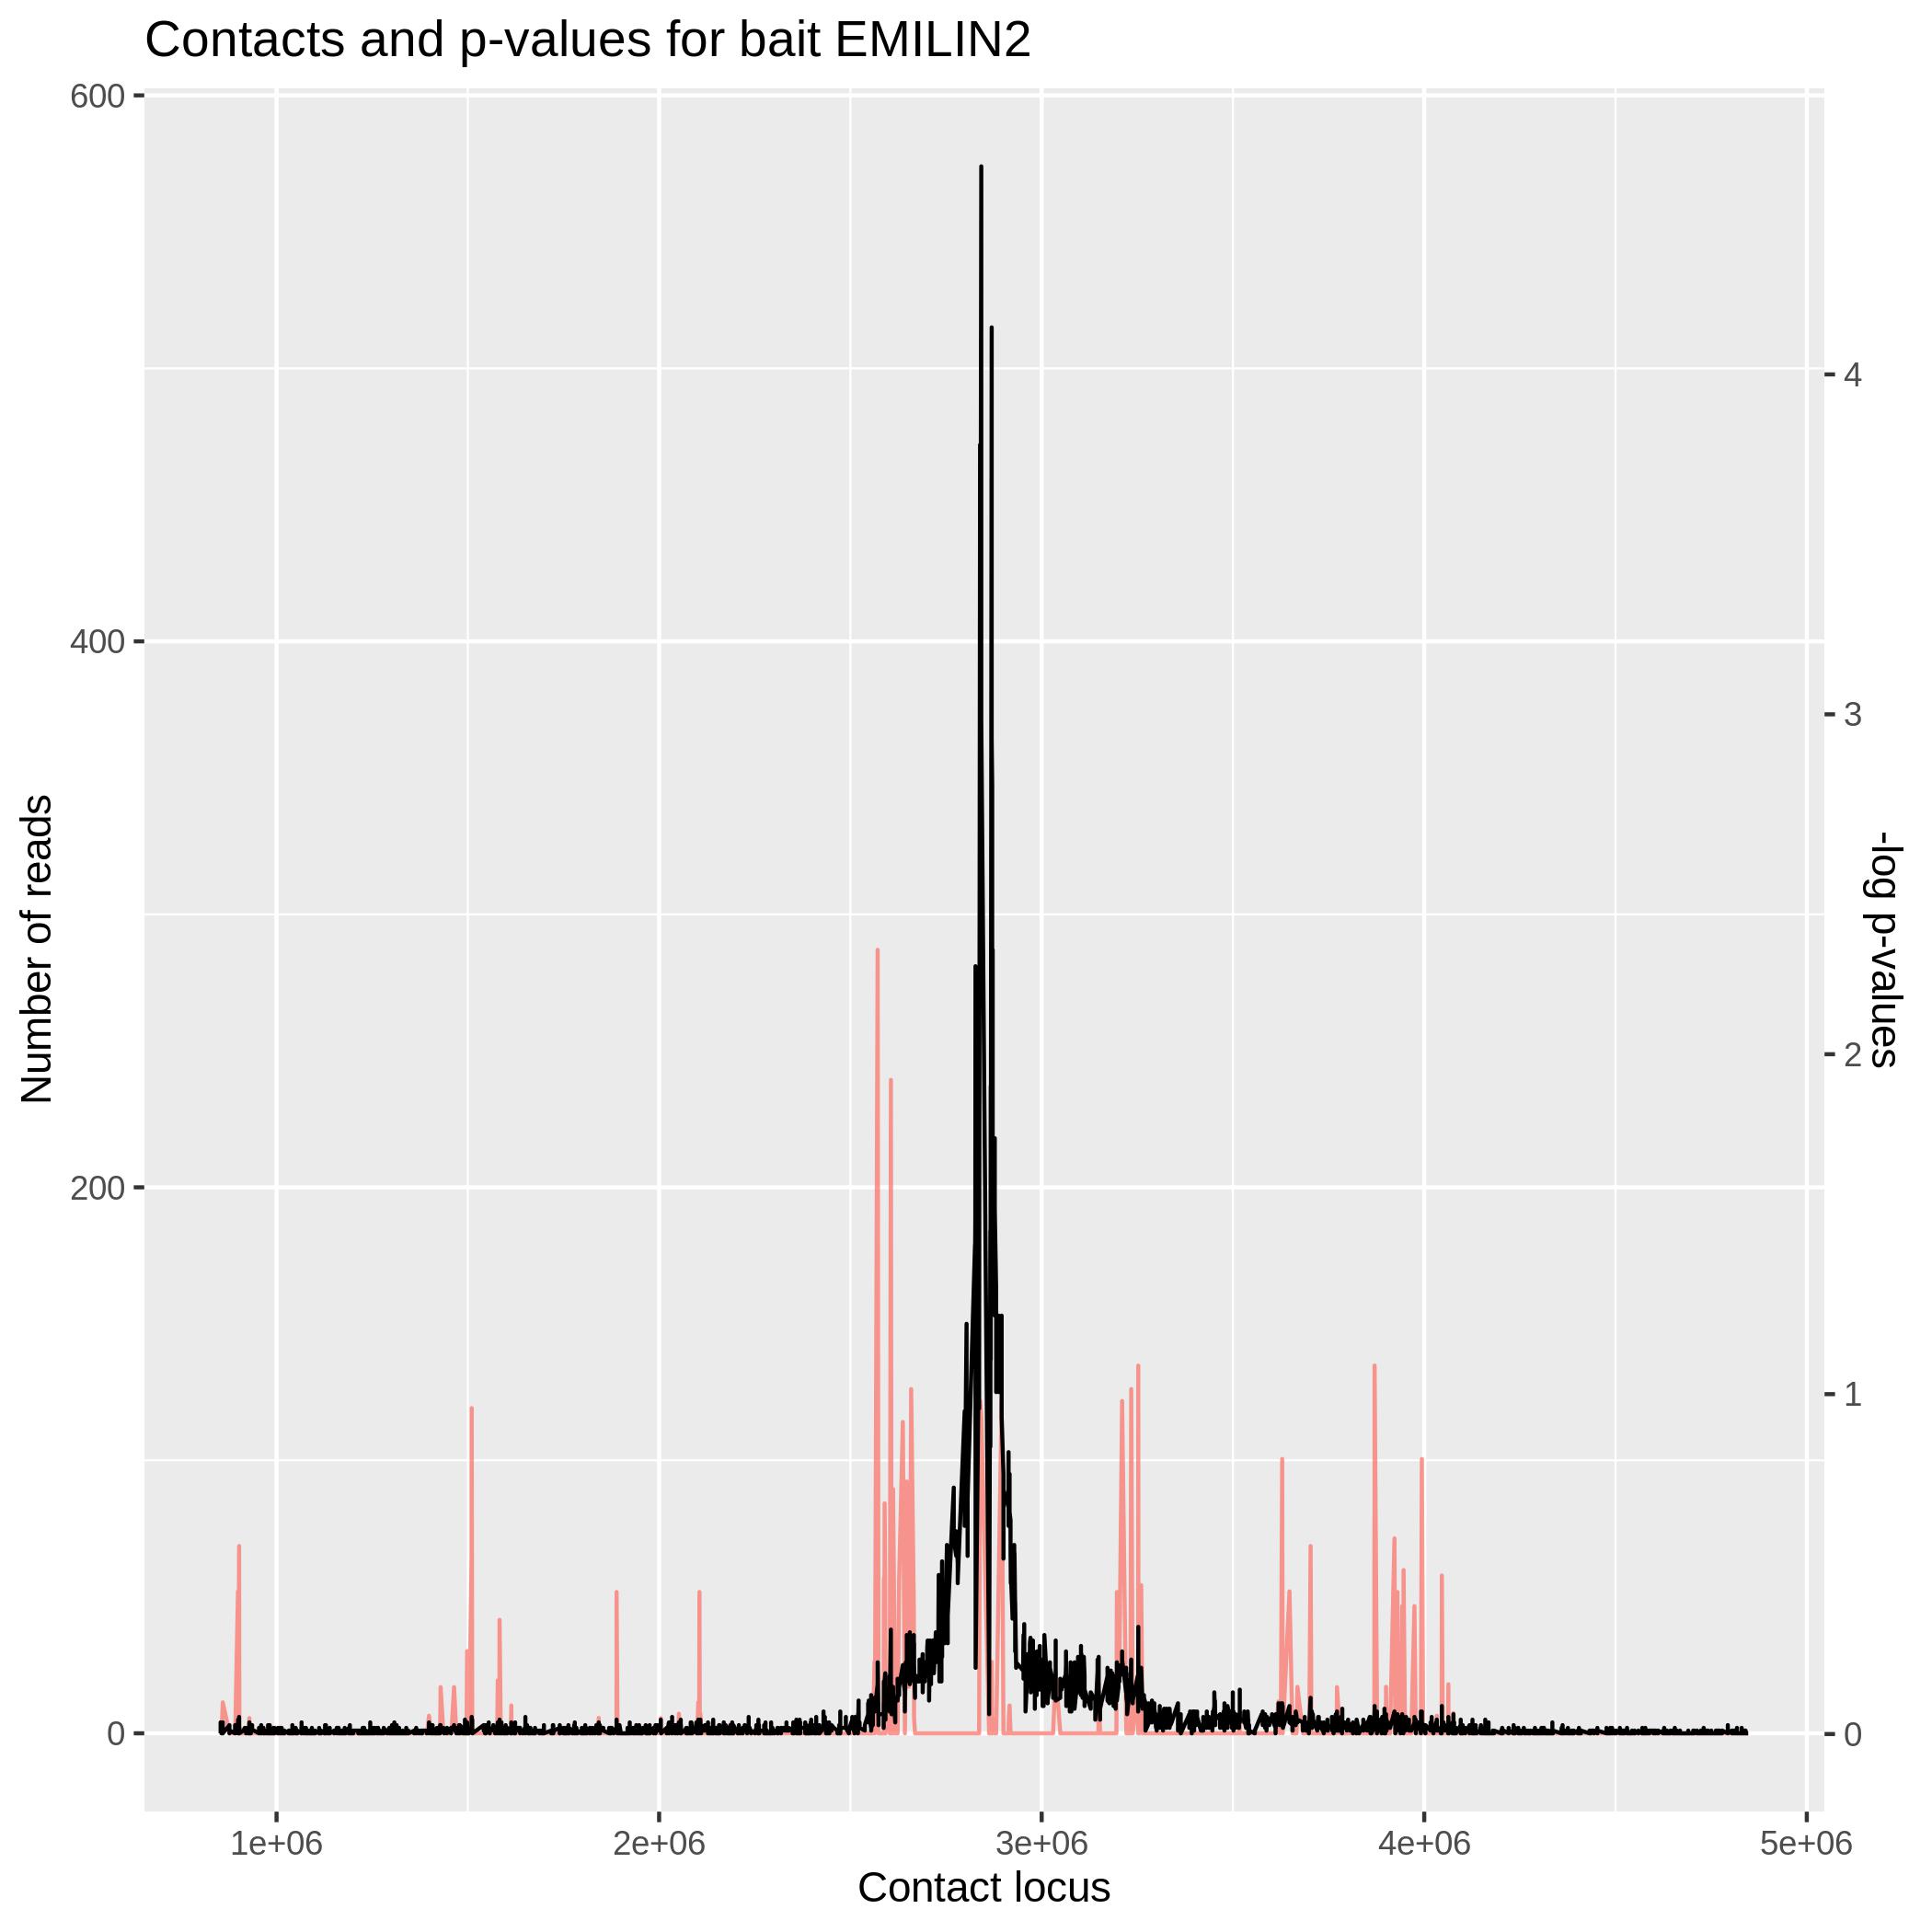 Contacts and p-values for bait EMILIN2
600
400
200
0
Number of reads
4
3
2
1
0
-log p-values
1e+06
2e+06
3e+06
4e+06
5e+06
Contact locus